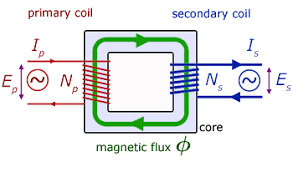 primary coil
secondary coil
Ip
Is
Ep
Np
Ns
Es
core
magnetic flux ϕ